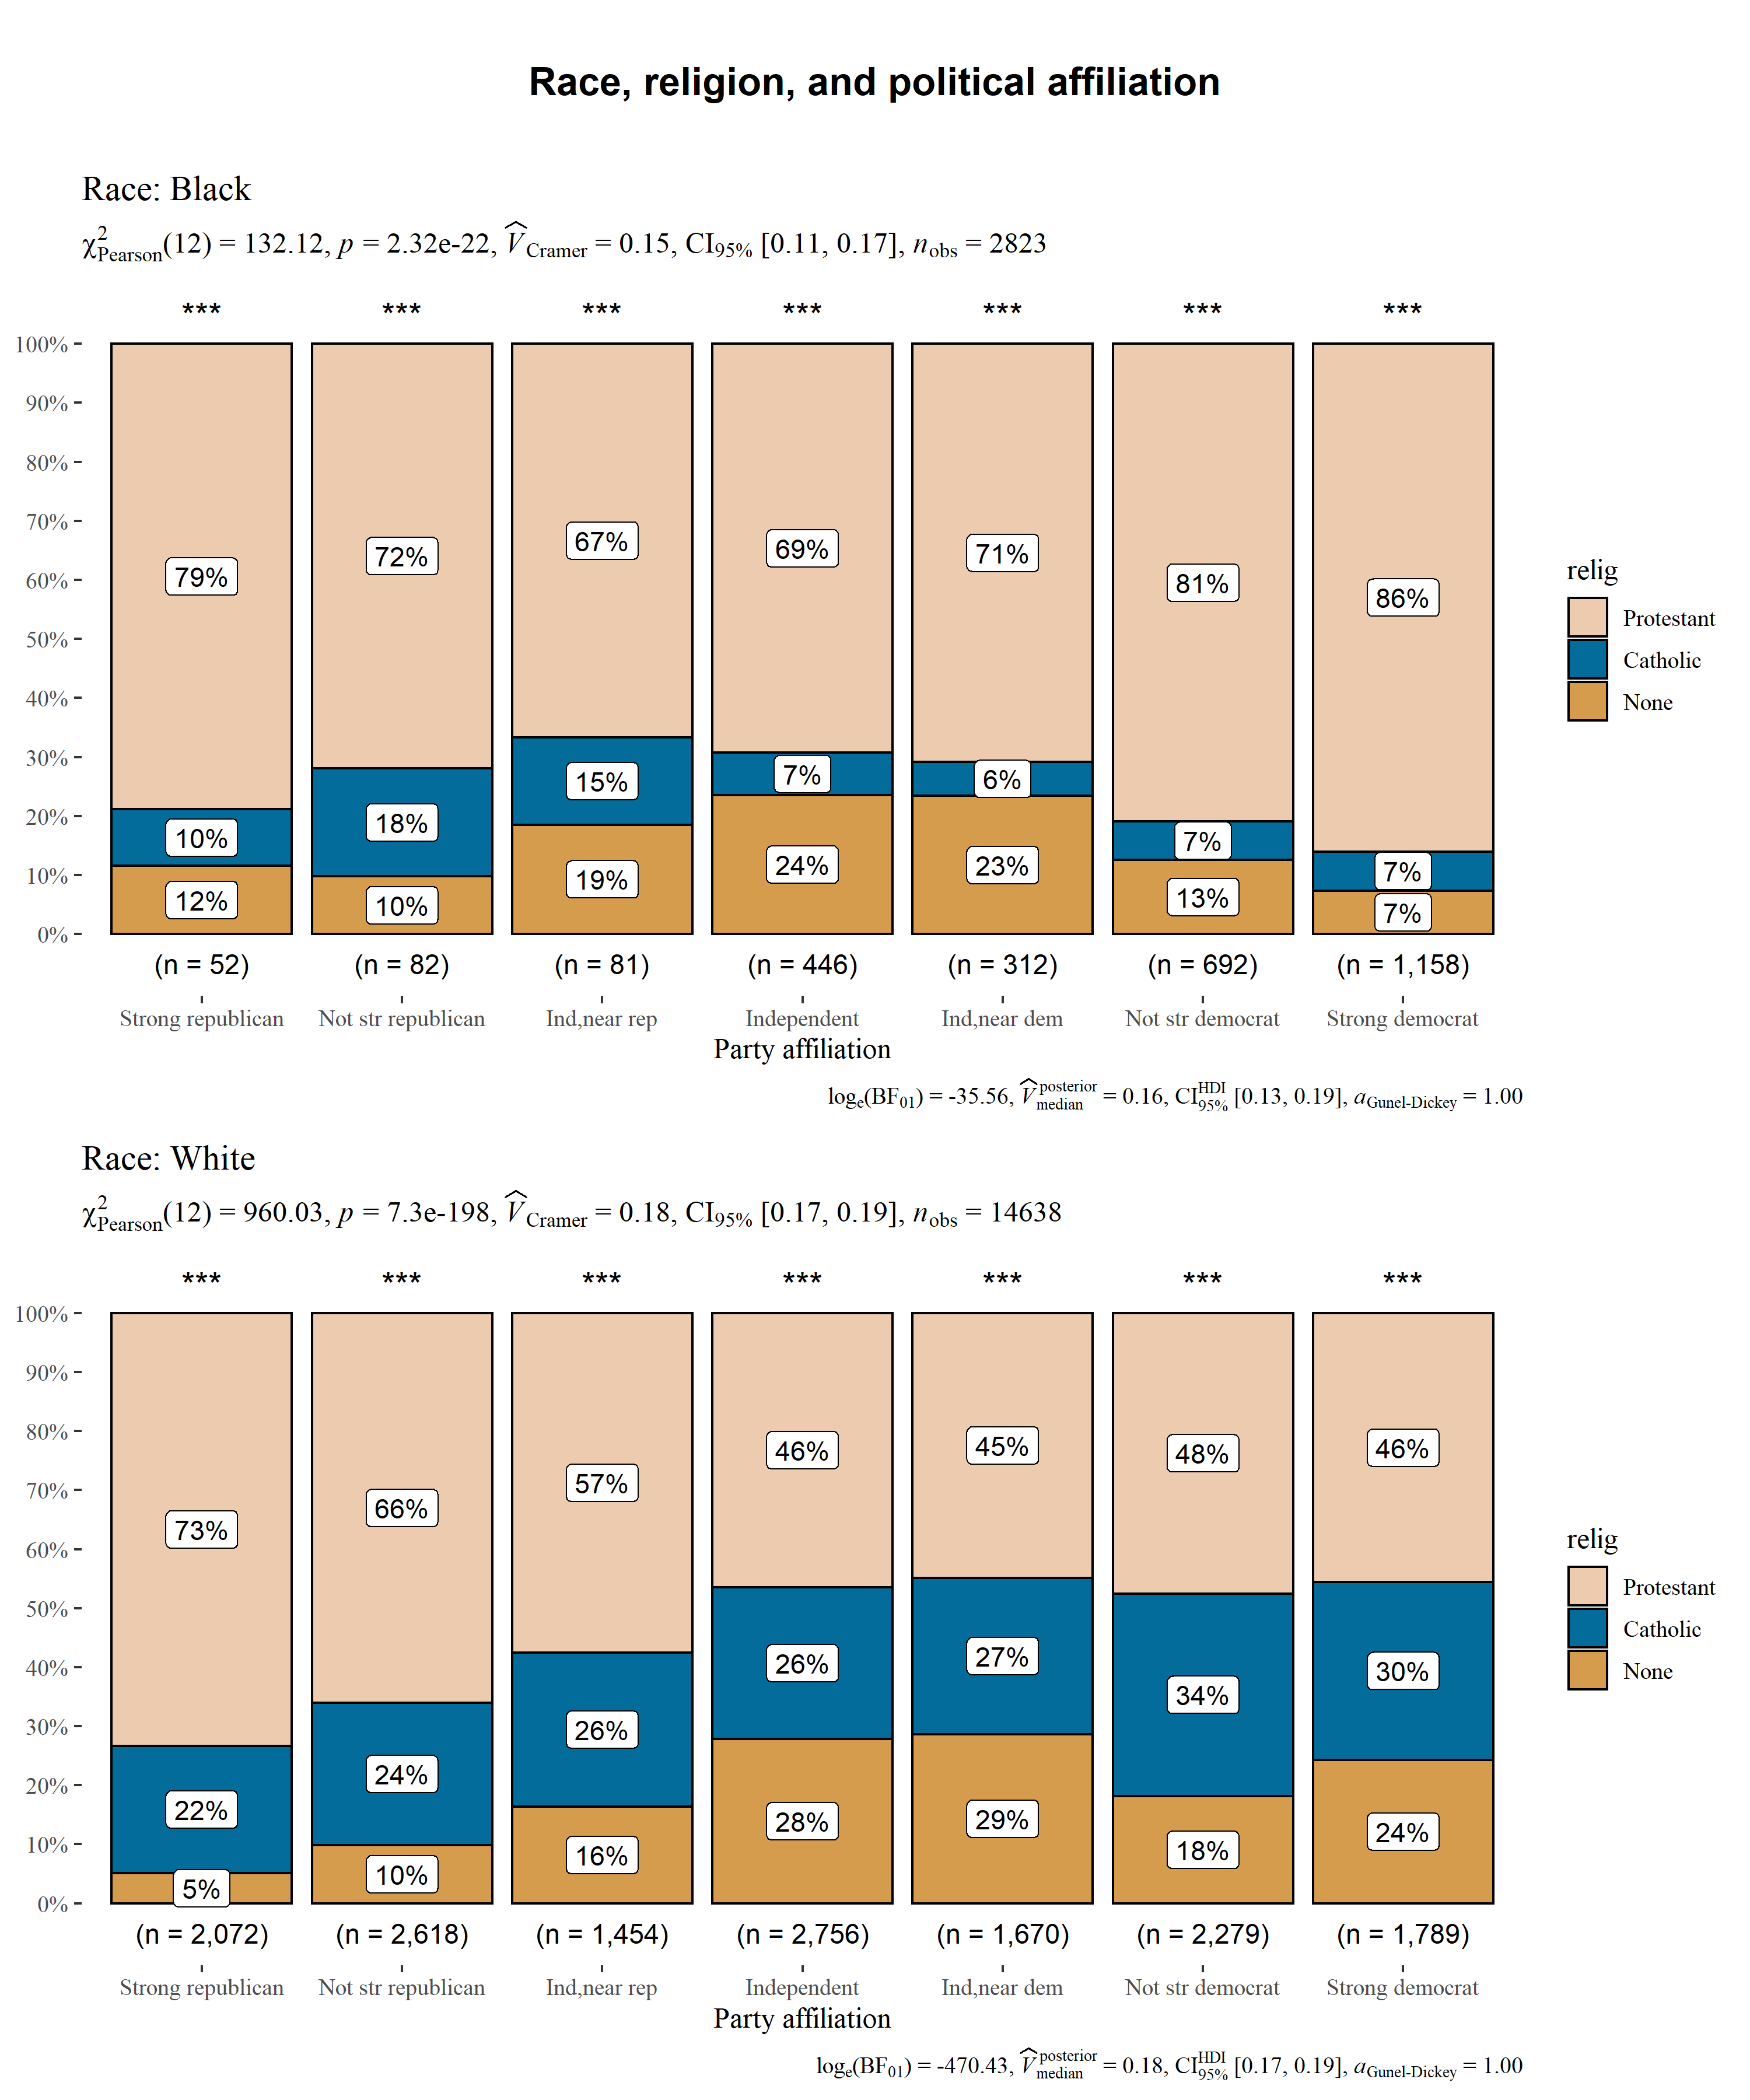 Race, religion, and political affiliation
Race: Black
χ²Pearson(12) = 132.12, p = 2.32e-22, V̂Cramer = 0.15, CI95% [0.11, 0.17], nobs = 2823
*** *** *** *** *** *** ***
100%
90%
80%
70%
60%
50%
40%
30%
20%
10%
0%
79% 72% 67% 69% 71% 81% 86%
10% 18% 15% 7% 6% 7% 7%
12% 10% 19% 24% 23% 13% 7%
(n = 52) (n = 82) (n = 81) (n = 446) (n = 312) (n = 692) (n = 1,158)
Strong republican Not str republican Ind,near rep Independent Ind,near dem Not str democrat Strong democrat
Party affiliation
relig
Protestant
Catholic
None
loge(BF01) = -35.56, V̂median posterior = 0.16, CI95% HDI [0.13, 0.19], aGunel-Dickey = 1.00
Race: White
χ²Pearson(12) = 960.03, p = 7.3e-198, V̂Cramer = 0.18, CI95% [0.17, 0.19], nobs = 14638
*** *** *** *** *** *** ***
100%
90%
80%
70%
60%
50%
40%
30%
20%
10%
0%
73% 66% 57% 46% 45% 48% 46%
22% 24% 26% 26% 27% 34% 30%
5% 10% 16% 28% 29% 18% 24%
(n = 2,072) (n = 2,618) (n = 1,454) (n = 2,756) (n = 1,670) (n = 2,279) (n = 1,789)
Strong republican Not str republican Ind,near rep Independent Ind,near dem Not str democrat Strong democrat
Party affiliation
relig
Protestant
Catholic
None
loge(BF01) = -470.43, V̂median posterior = 0.18, CI95% HDI [0.17, 0.19], aGunel-Dickey = 1.00